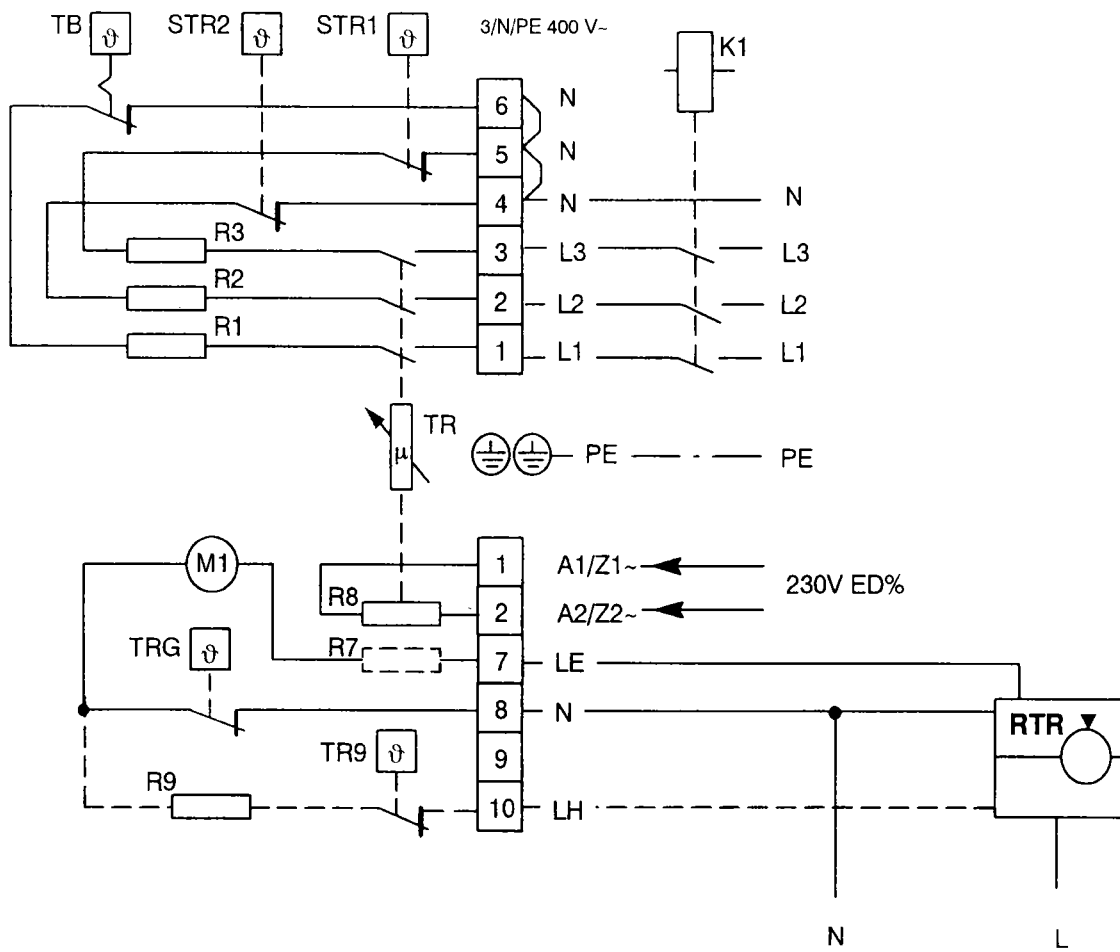 TB ϑ STR2 ϑ STR1 ϑ 3/N/PE 400 V~
K1
6 N
5 N
4 N N
R3 3 L3 L3
R2 2 L2 L2
R1 1 L1 L1
TR
μ PE PE
M1 1 A1/Z1~
230V ED%
R8 2 A2/Z2~
TRG ϑ R7 7 LE
8 N RTR
TR9 ϑ 9
R9 10 LH
N L